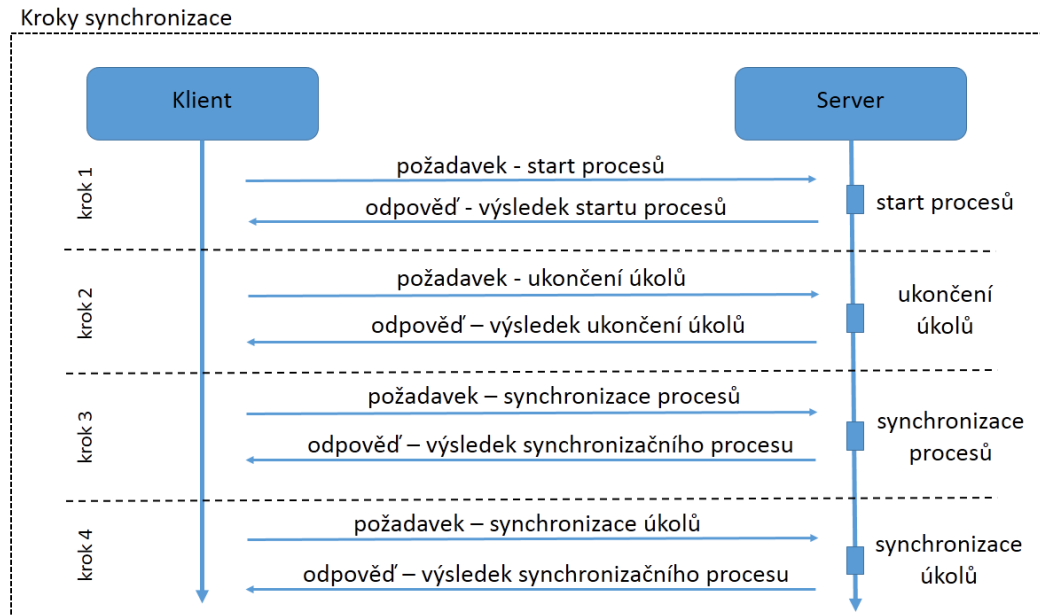 Kroky synchronizace
Klient
Server
krok 1
požadavek - start procesů
odpověď - výsledek startu procesů
start procesů
krok 2
požadavek - ukončení úkolů
odpověď – výsledek ukončení úkolů
ukončení
úkolů
krok 3
požadavek – synchronizace procesů
odpověď – výsledek synchronizačního procesu
synchronizace
procesů
krok 4
požadavek – synchronizace úkolů
odpověď – výsledek synchronizačního procesu
synchronizace
úkolů